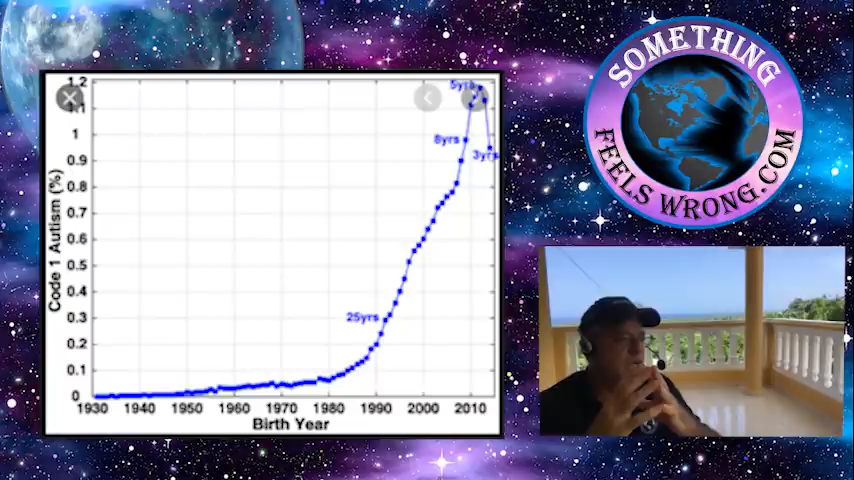 1.2
5yrs
1
8yrs
3yrs
0.9
0.8
0.7
0.6
0.5
0.4
25yrs
0.3
0.2
0.1
0
Code 1 Autism (%)
1930 1940 1950 1960 1970 1980 1990 2000 2010
Birth Year
SOMETHING
FEELS WRONG.COM